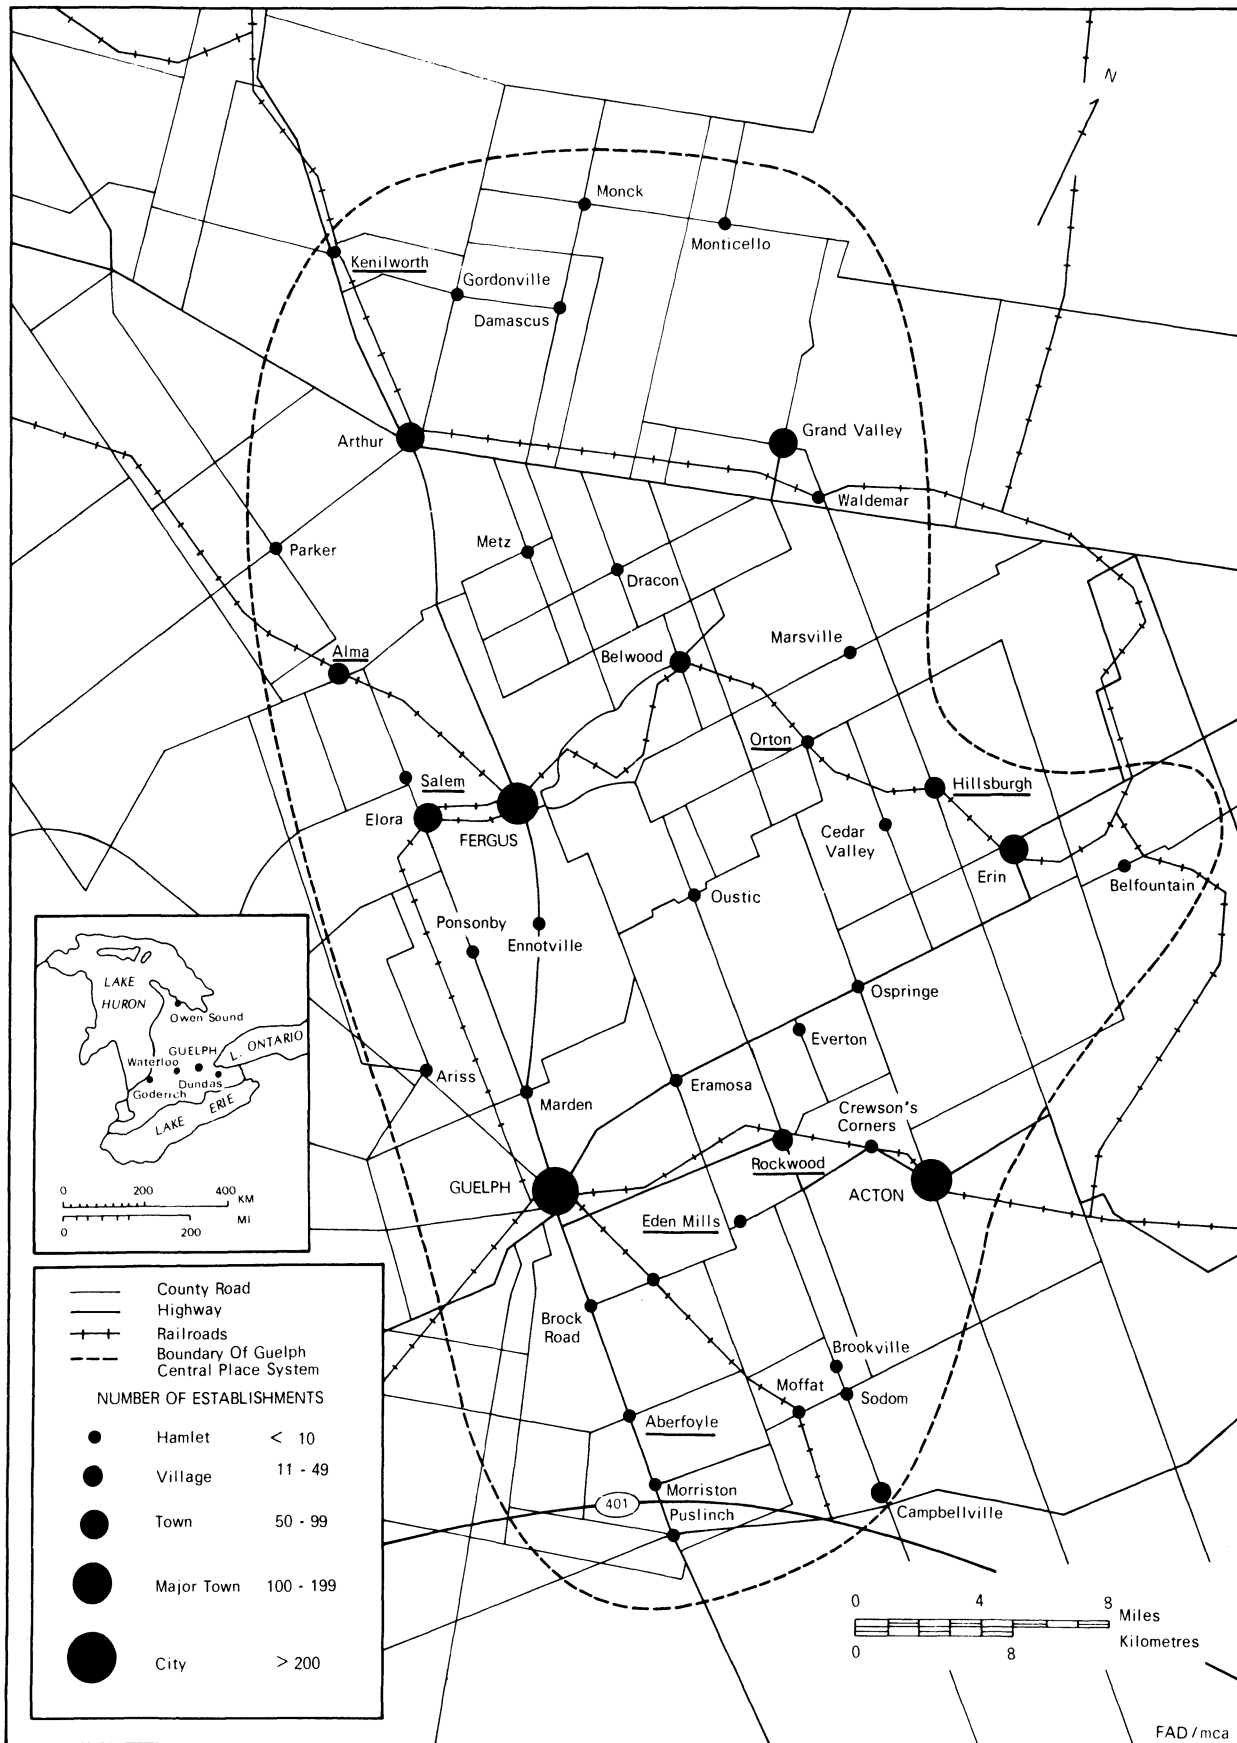 N
Monck
Monticello
Kenilworth
Gordonville
Damascus
Arthur
Grand Valley
Waldemar
Metz
Parker
Dracon
Marsville
Belwood
Alma
Orton
Salem
Hillsburgh
Elora
FERGUS
Cedar
Valley
Erin
Belfountain
Oustic
Ponsonby
Ennotville
Ospringe
Everton
Ariss
Eramosa
Marden
Crewson's
Corners
Rockwood
GUELPH
ACTON
Eden Mills
Brock
Road
Brookville
Moffat
Sodom
Aberfoyle
Morriston
401
Puslinch
Campbellville
LAKE
HURON
Owen Sound
GUELPH
L. ONTARIO
Waterloo
Dundas
Goderich
LAKE ERIE
0 200 400 KM
MI
0 200
County Road
Highway
Railroads
Boundary Of Guelph
Central Place System
NUMBER OF ESTABLISHMENTS
Hamlet < 10
Village 11 - 49
Town 50 - 99
Major Town 100 - 199
City > 200
0 4 8 Miles
Kilometres
0 8
FAD/mca